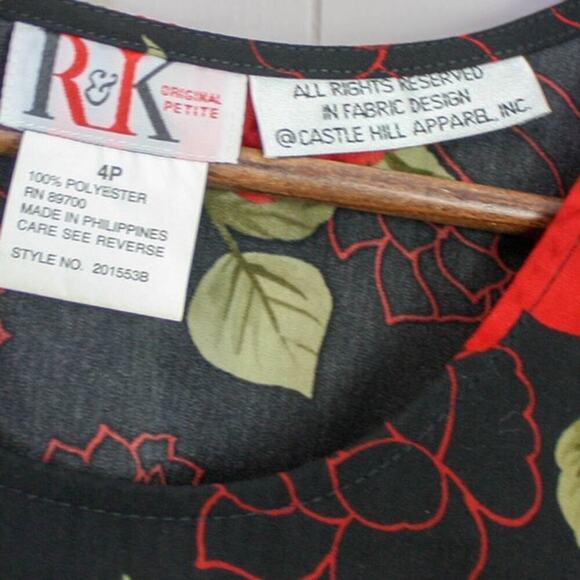 R&K
ORIGINAL
PETITE
ALL RIGHTS RESERVED
IN FABRIC DESIGN
@ CASTLE HILL APPAREL, INC.
4P
100% POLYESTER
RN 89700
MADE IN PHILIPPINES
CARE SEE REVERSE
STYLE NO. 201553B